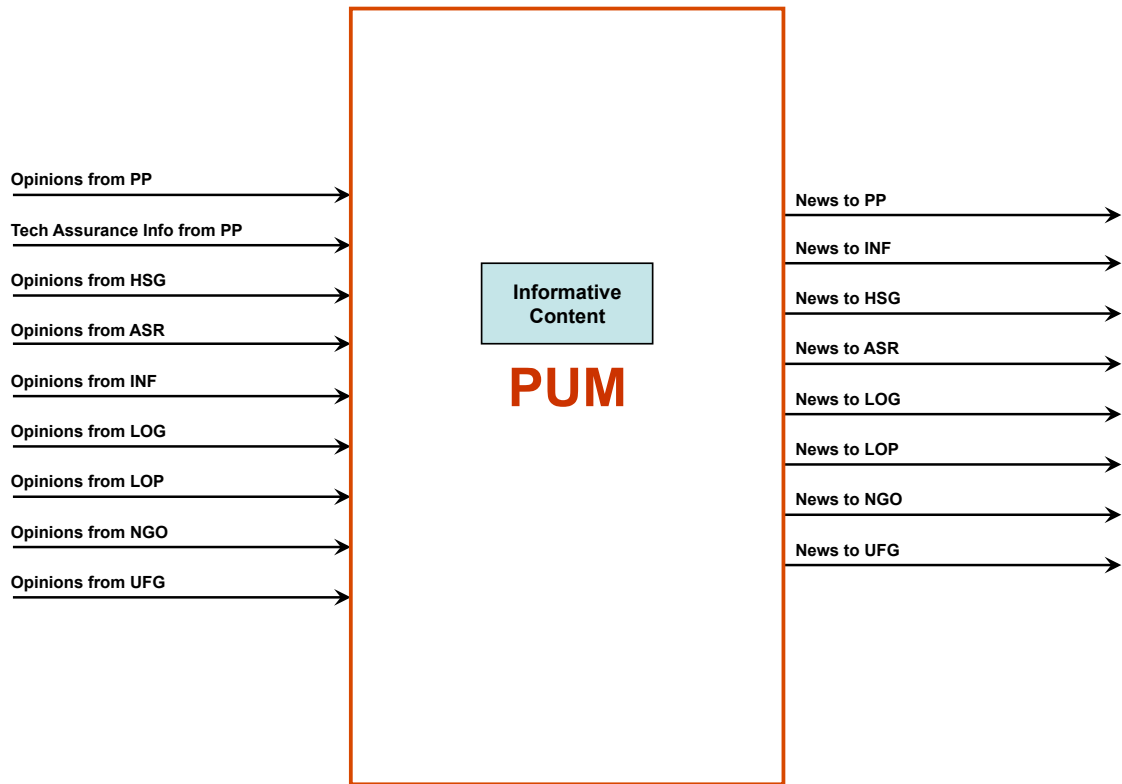 Opinions from PP
Tech Assurance Info from PP
Opinions from HSG
Opinions from ASR
Opinions from INF
Opinions from LOG
Opinions from LOP
Opinions from NGO
Opinions from UFG
Informative
Content
PUM
News to PP
News to INF
News to HSG
News to ASR
News to LOG
News to LOP
News to NGO
News to UFG